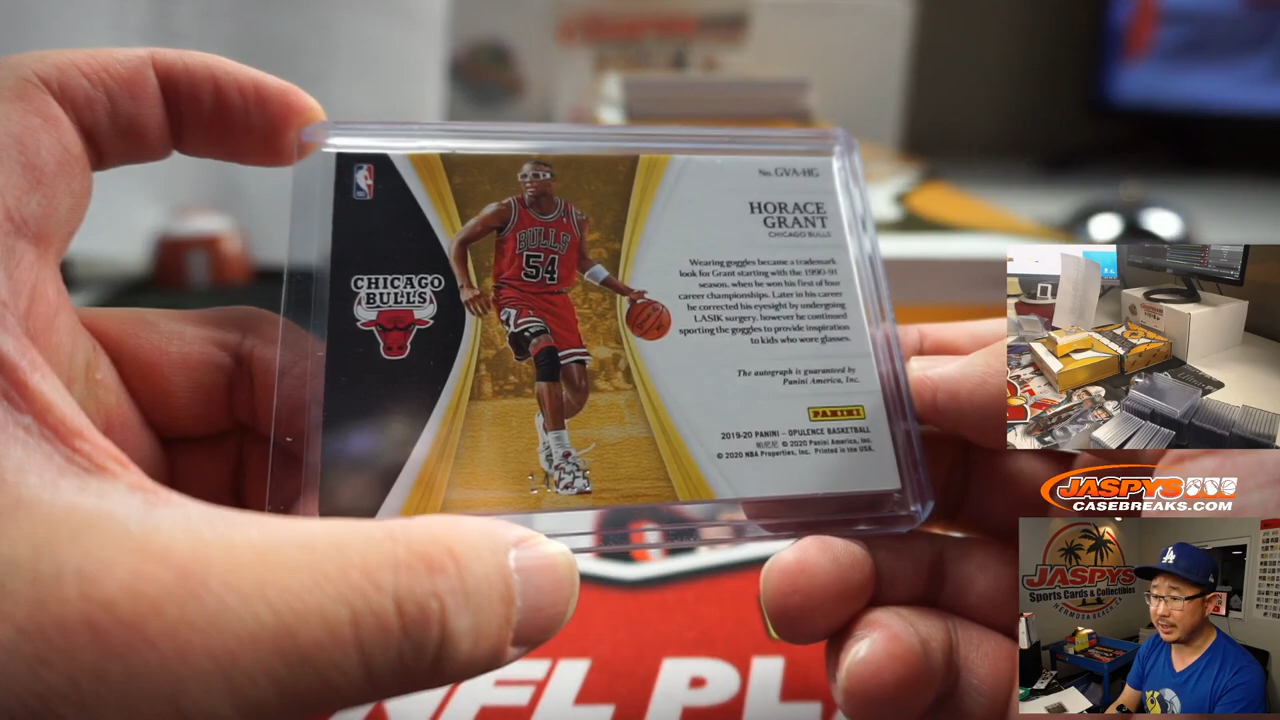 No. GVA-HG
HORACE
GRANT
CHICAGO BULLS
Wearing goggles became a trademark
look for Grant starting with the 1990-91
season, when he won his first of four
career championships. Later in his career
he corrected his eyesight by undergoing
LASIK surgery, however he continued
sporting the goggles to provide inspiration
to kids who wore glasses.
The autograph is guaranteed by
Panini America, Inc.
PANINI
2019-20 PANINI – OPULENCE BASKETBALL
© 2020 Panini America, Inc.
© 2020 NBA Properties, Inc. Printed in the USA.
CHICAGO
BULLS
BULLS
54
NFL PL
JASPYS
CASEBREAKS.COM
JASPYS
Sports Cards & Collectibles
HERMOSA BEACH, CA
LA